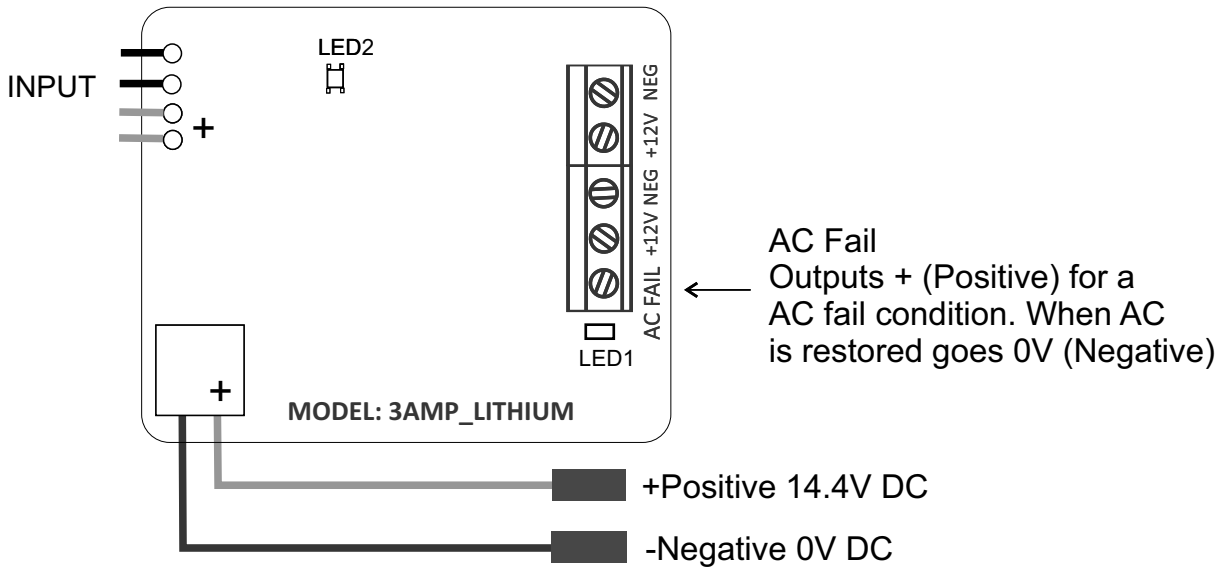 LED2
INPUT
+
NEG
+12V
NEG
+12V
AC FAIL
AC Fail
Outputs + (Positive) for a
AC fail condition. When AC
is restored goes 0V (Negative)
LED1
+
MODEL: 3AMP_LITHIUM
+Positive 14.4V DC
-Negative 0V DC